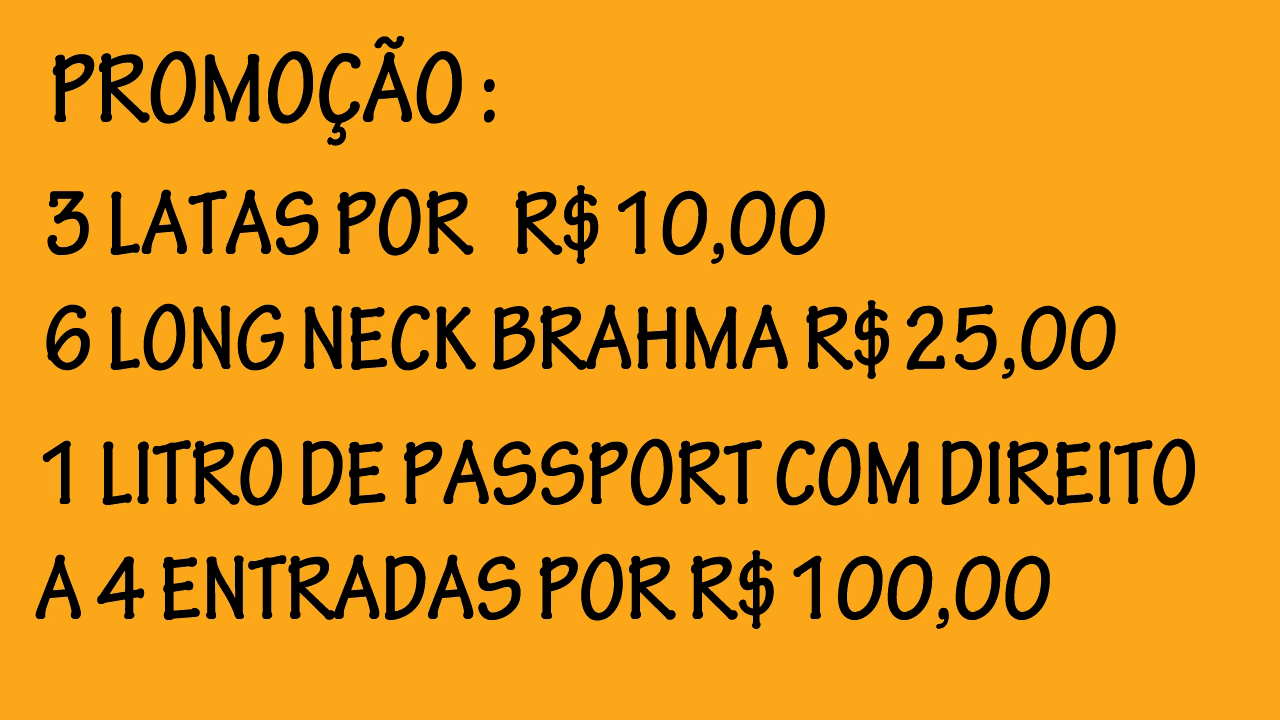 PROMOÇÃO :
3 LATAS POR R$ 10,00
6 LONG NECK BRAHMA R$ 25,00
1 LITRO DE PASSPORT COM DIREITO
A 4 ENTRADAS POR R$ 100,00